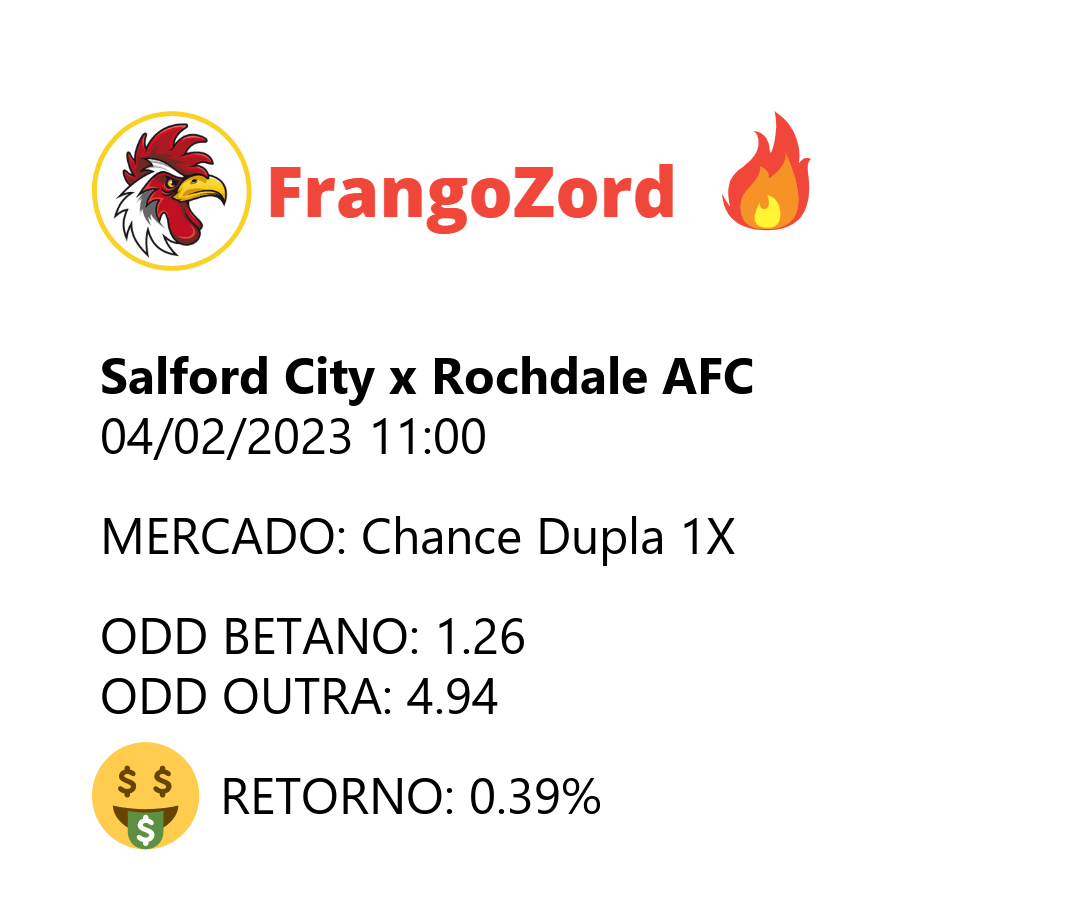 FrangoZord
Salford City x Rochdale AFC
04/02/2023 11:00
MERCADO: Chance Dupla 1X
ODD BETANO: 1.26
ODD OUTRA: 4.94
RETORNO: 0.39%